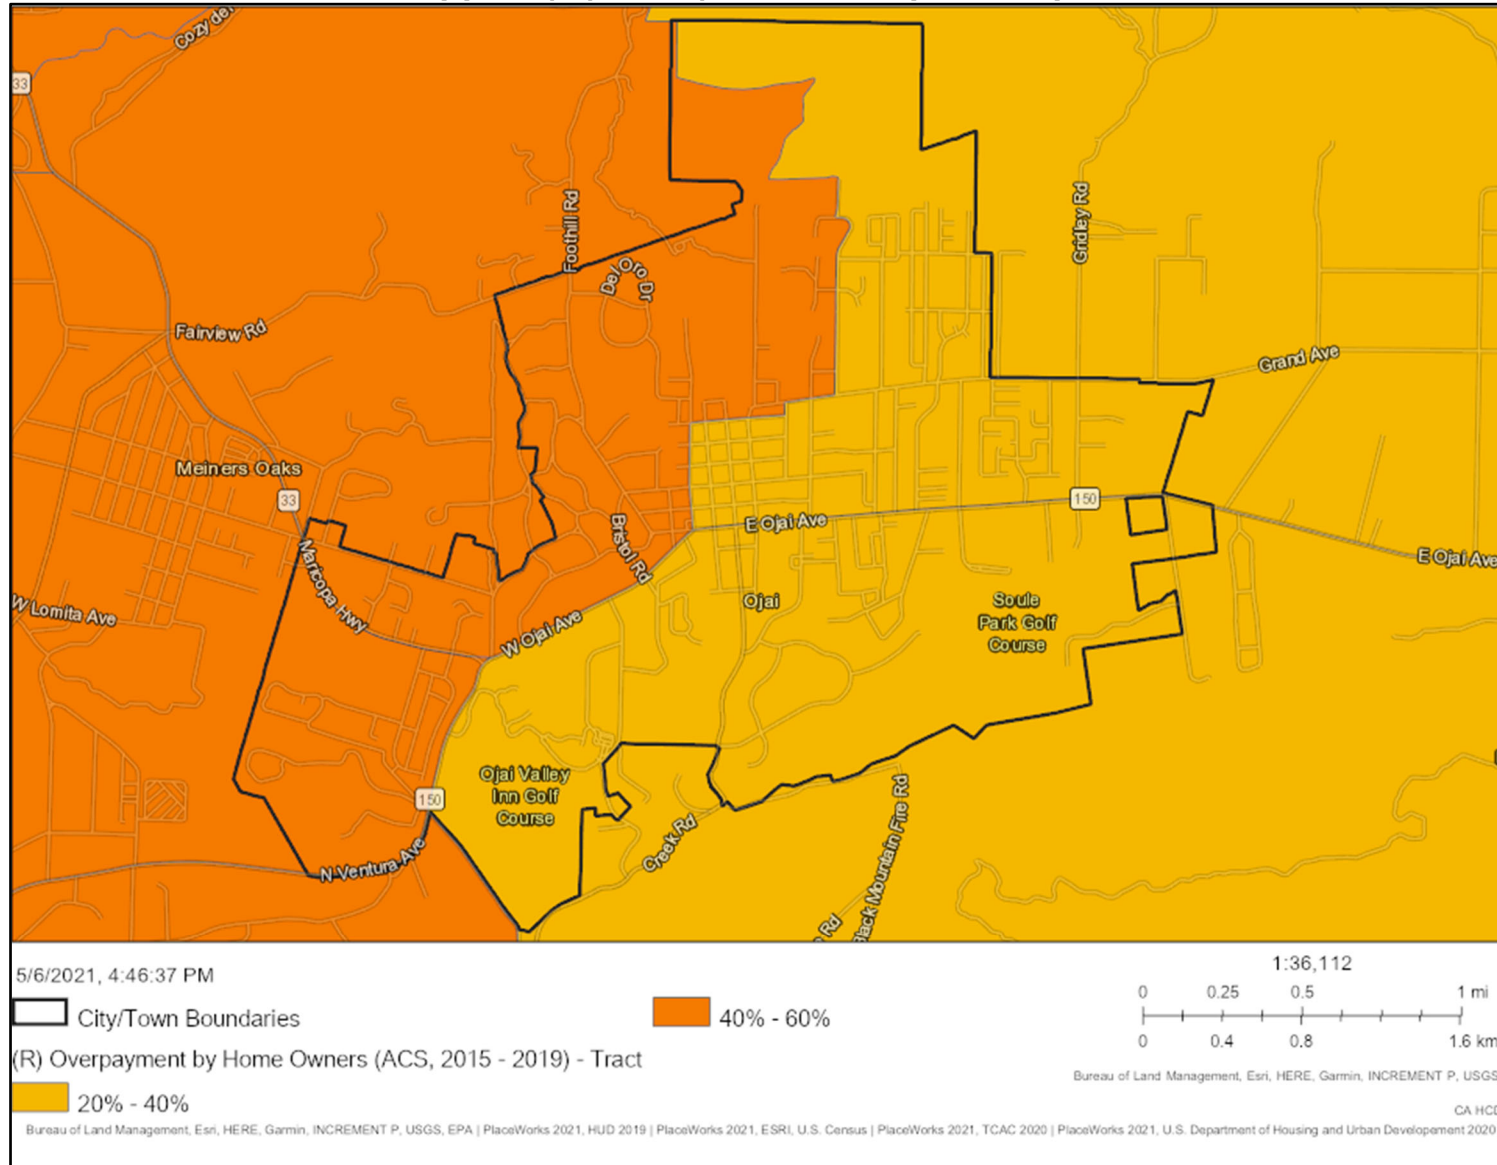 Cozy de
33
Foothill Rd
Gridley Rd
Del Oro Dr
Fairview Rd
Grand Ave
Meiners Oaks
33
150
E Ojai Ave
Bristol Rd
E Ojai Ave
Maricopa Hwy
W Lomita Ave
Ojai
Soule
Park Golf
Course
W Ojai Ave
Ojai Valley
Inn Golf
Course
150
Creek Rd
N Ventura Ave
Black Mountain Fire Rd
Rd
5/6/2021, 4:46:37 PM
1:36,112
0 0.25 0.5 1 mi
City/Town Boundaries
40% - 60%
0 0.4 0.8 1.6 km
(R) Overpayment by Home Owners (ACS, 2015 - 2019) - Tract
Bureau of Land Management, Esri, HERE, Garmin, INCREMENT P, USGS
20% - 40%
CA HCD
Bureau of Land Management, Esri, HERE, Garmin, INCREMENT P, USGS, EPA | PlaceWorks 2021, HUD 2019 | PlaceWorks 2021, ESRI, U.S. Census | PlaceWorks 2021, TCAC 2020 | PlaceWorks 2021, U.S. Department of Housing and Urban Developement 2020